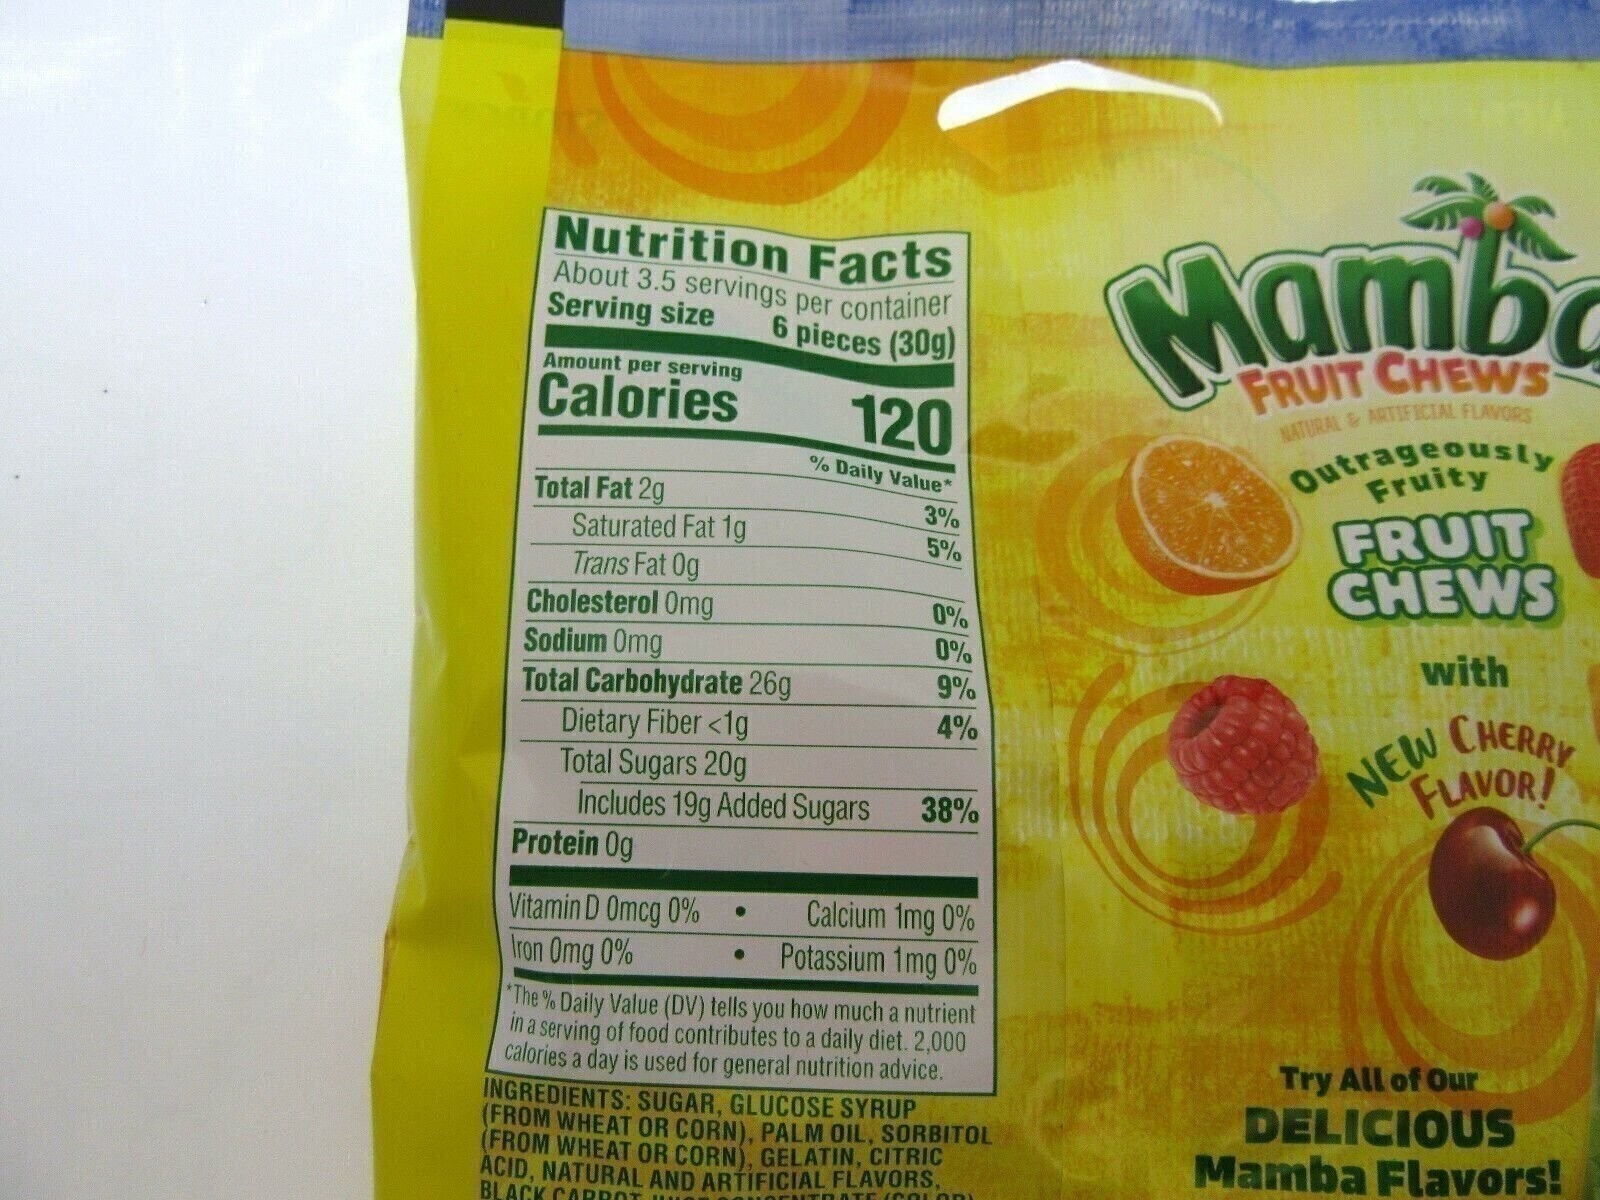 Nutrition Facts
About 3.5 servings per container
Serving size 6 pieces (30g)
Amount per serving
Calories 120
% Daily Value*
Total Fat 2g 3%
Saturated Fat 1g 5%
Trans Fat 0g
Cholesterol 0mg 0%
Sodium 0mg 0%
Total Carbohydrate 26g 9%
Dietary Fiber <1g 4%
Total Sugars 20g
Includes 19g Added Sugars 38%
Protein 0g
Vitamin D 0mcg 0% • Calcium 1mg 0%
Iron 0mg 0% • Potassium 1mg 0%
*The % Daily Value (DV) tells you how much a nutrient
in a serving of food contributes to a daily diet. 2,000
calories a day is used for general nutrition advice.
INGREDIENTS: SUGAR, GLUCOSE SYRUP
(FROM WHEAT OR CORN), PALM OIL, SORBITOL
(FROM WHEAT OR CORN), GELATIN, CITRIC
ACID, NATURAL AND ARTIFICIAL FLAVORS,
BLACK CARROT JUICE CONCENTRATE (COLOR)
Mamba
FRUIT CHEWS
NATURAL & ARTIFICIAL FLAVORS
Outrageously
Fruity
FRUIT
CHEWS
with
NEW CHERRY
FLAVOR!
Try All of Our
DELICIOUS
Mamba Flavors!